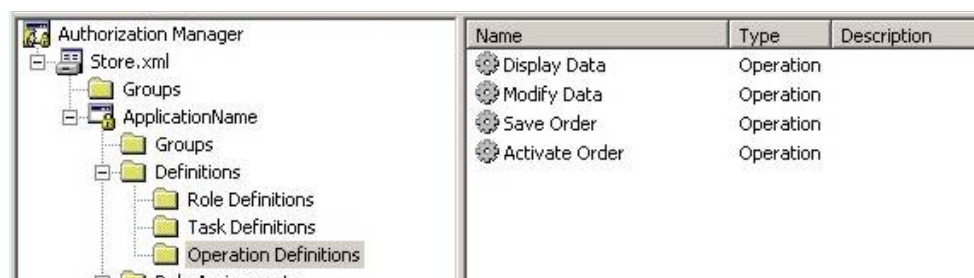 Authorization Manager
Store.xml
Groups
ApplicationName
Groups
Definitions
Role Definitions
Task Definitions
Operation Definitions
Name Type Description
Display Data Operation
Modify Data Operation
Save Order Operation
Activate Order Operation